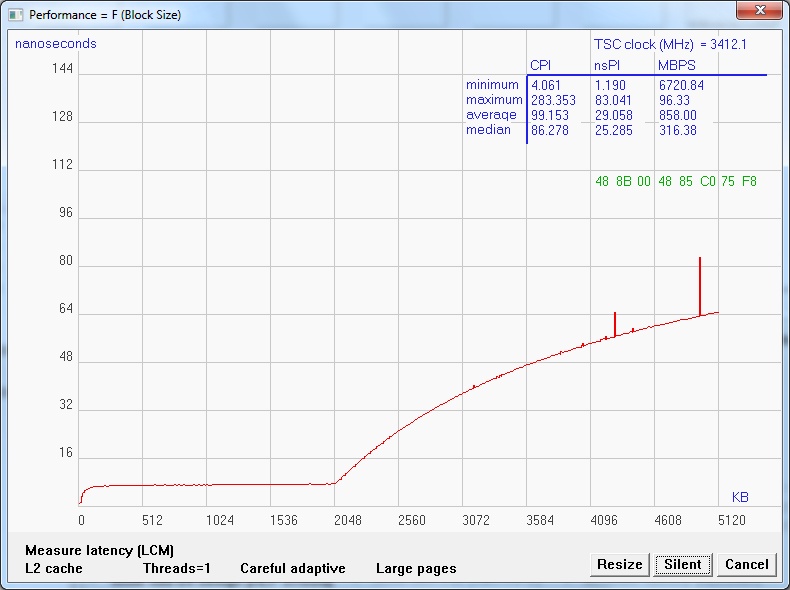 Performance = F (Block Size)
nanoseconds
TSC clock (MHz) = 3412.1
CPI nsPI MBPS
minimum 4.061 1.190 6720.84
maximum 283.353 83.041 96.33
average 99.153 29.058 858.00
median 86.278 25.285 316.38
48 8B 00 48 85 C0 75 F8
144
128
112
96
80
64
48
32
16
KB
0 512 1024 1536 2048 2560 3072 3584 4096 4608 5120
Measure latency (LCM)
L2 cache Threads=1 Careful adaptive Large pages
Resize Silent Cancel